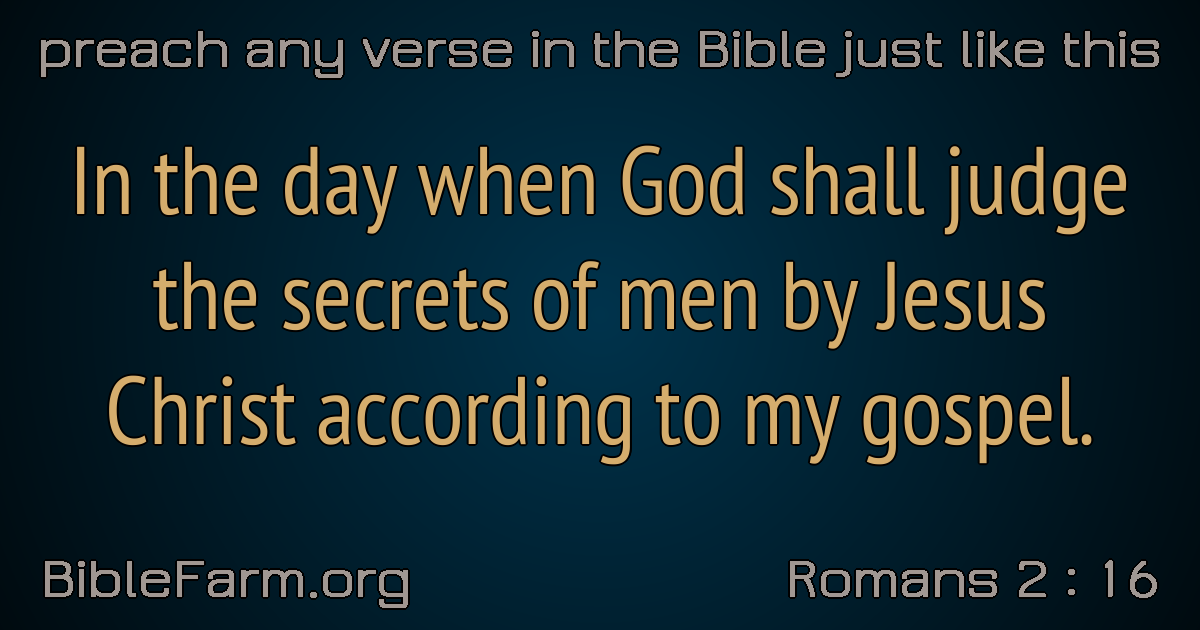 preach any verse in the Bible just like this
In the day when God shall judge
the secrets of men by Jesus
Christ according to my gospel.
BibleFarm.org
Romans 2 : 16